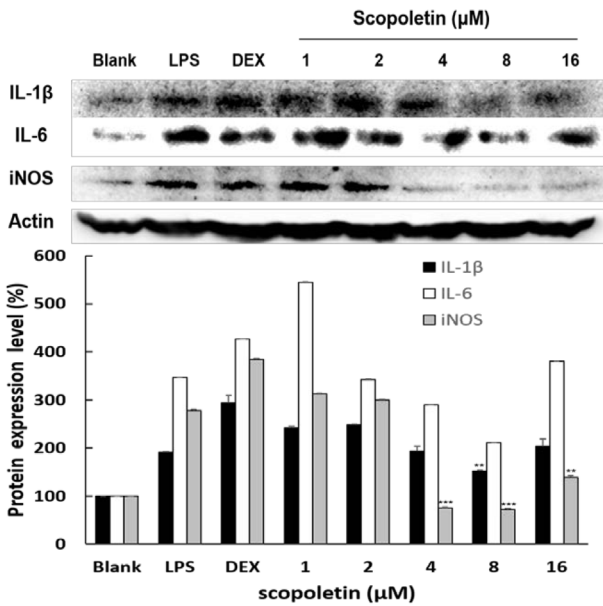 Scopoletin (μM)
Blank LPS DEX 1 2 4 8 16
IL-1β
IL-6
iNOS
Actin
600
500
400
300
200
100
0
Protein expression level (%)
IL-1β
IL-6
iNOS
*** ** *** **
Blank LPS DEX 1 2 4 8 16
scopoletin (μM)